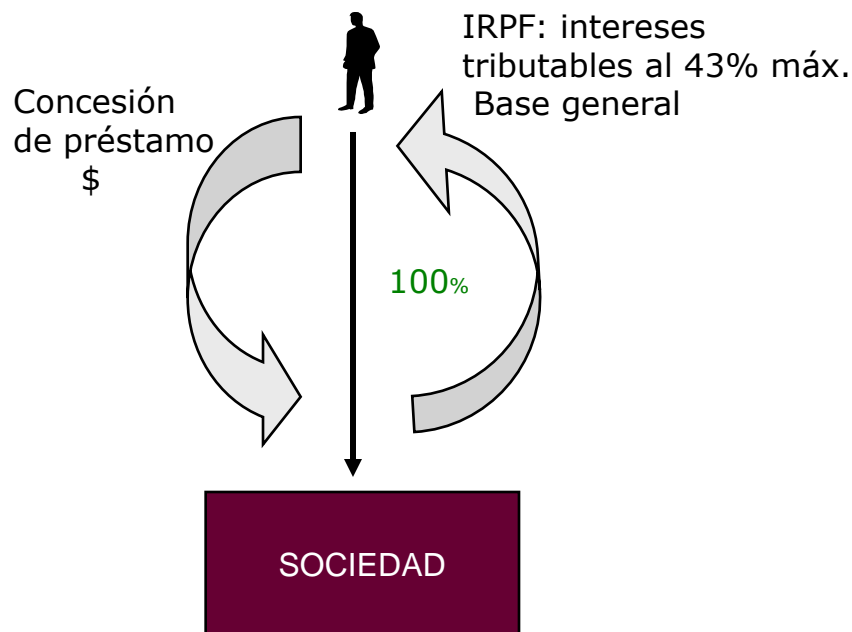 IRPF: intereses
tributables al 43% máx.
Base general
Concesión
de préstamo
$
100%
SOCIEDAD